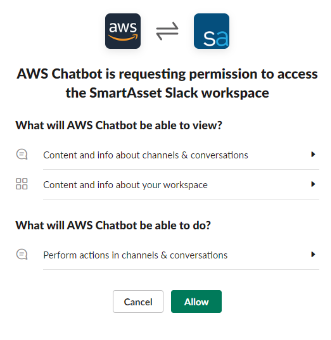 aws
sa
AWS Chatbot is requesting permission to access
the SmartAsset Slack workspace
What will AWS Chatbot be able to view?
Content and info about channels & conversations
Content and info about your workspace
What will AWS Chatbot be able to do?
Perform actions in channels & conversations
Cancel
Allow